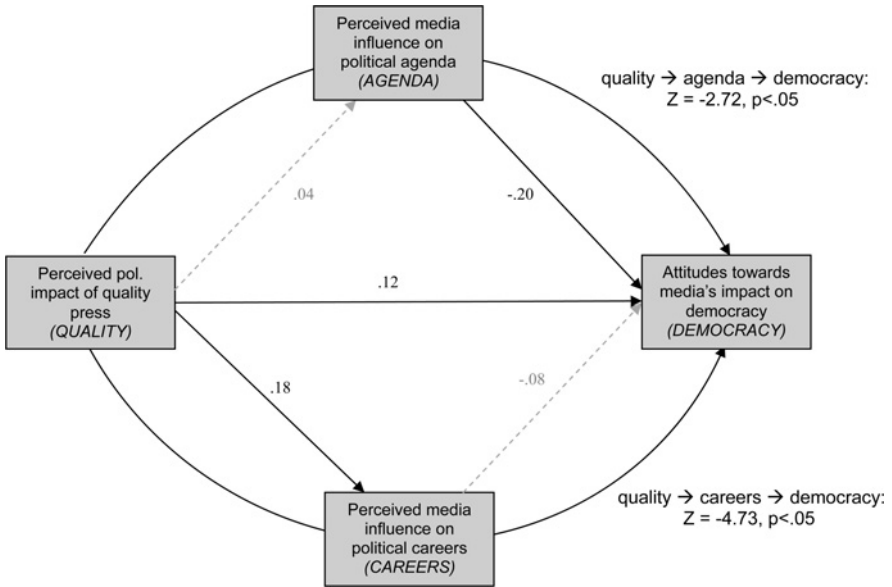 Perceived media
influence on
political agenda
(AGENDA)
quality → agenda → democracy:
Z = -2.72, p<.05
.04
-.20
Perceived pol.
impact of quality
press
(QUALITY)
.12
Attitudes towards
media's impact on
democracy
(DEMOCRACY)
.18
-.08
Perceived media
influence on
political careers
(CAREERS)
quality → careers → democracy:
Z = -4.73, p<.05